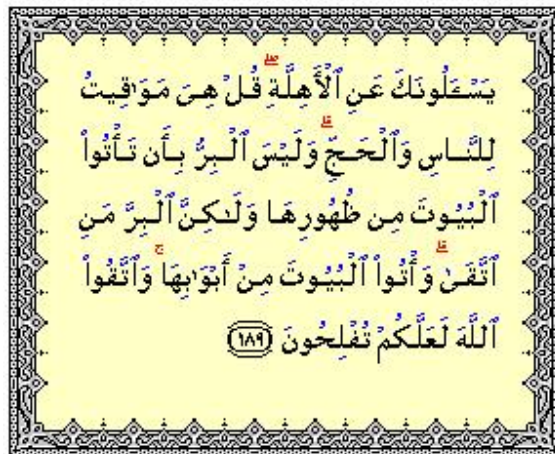 يَسْـَٔلُونَكَ عَنِ ٱلْأَهِلَّةِ ۖ قُلْ هِىَ مَوَٰقِيتُ
لِلنَّاسِ وَٱلْحَجِّ ۗ وَلَيْسَ ٱلْبِرُّ بِأَن تَأْتُوا۟
ٱلْبُيُوتَ مِن ظُهُورِهَا وَلَـٰكِنَّ ٱلْبِرَّ مَنِ
ٱتَّقَىٰ ۗ وَأْتُوا۟ ٱلْبُيُوتَ مِنْ أَبْوَٰبِهَا ۚ وَٱتَّقُوا۟
ٱللَّهَ لَعَلَّكُمْ تُفْلِحُونَ ١٨٩